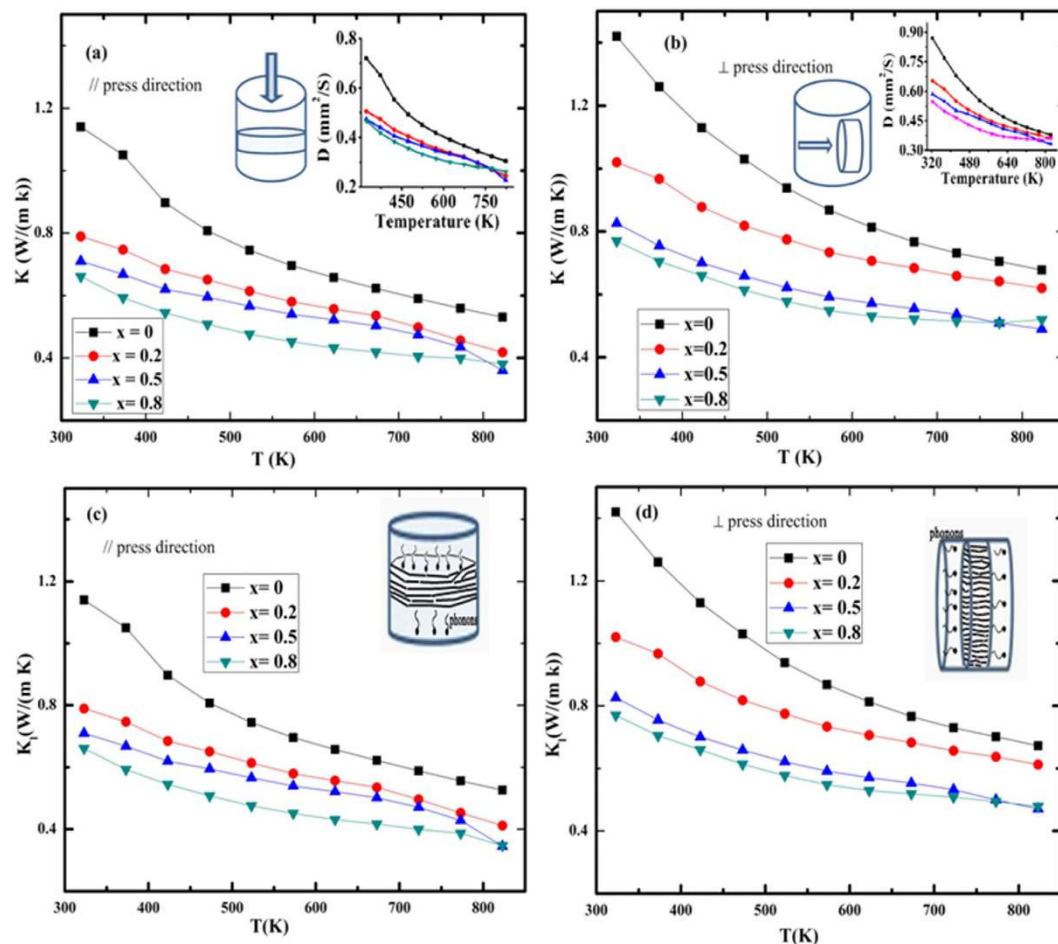 (a)
// press direction
K (W/(m k))
1.2
0.8
0.4
300 400 500 600 700 800
T (K)
x = 0
x = 0.2
x = 0.5
x= 0.8
D (mm²/S)
0.8
0.6
0.4
0.2
450 600 750
Temperature (K)
(b)
⊥ press direction
K (W/(m K))
1.2
0.8
0.4
300 400 500 600 700 800
T (K)
x=0
x=0.2
x=0.5
x=0.8
D (mm²/S)
0.90
0.75
0.60
0.45
0.30
320 480 640 800
Temperature (K)
(c)
// press direction
Kl(W/(m K)
1.2
0.8
0.4
300 400 500 600 700 800
T(K)
x= 0
x= 0.2
x= 0.5
x= 0.8
phonons
(d)
⊥ press direction
Kl(W/(m k)
1.2
0.8
0.4
300 400 500 600 700 800
T(K)
x= 0
x= 0.2
x= 0.5
x= 0.8
phonons